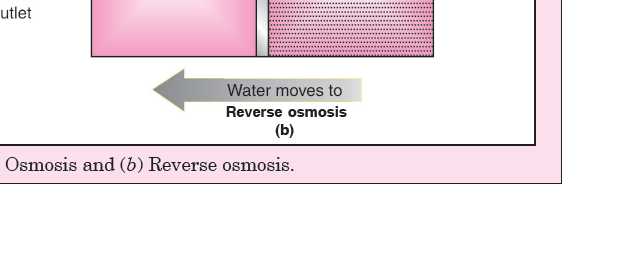 utlet
Water moves to
Reverse osmosis
(b)
Osmosis and (b) Reverse osmosis.